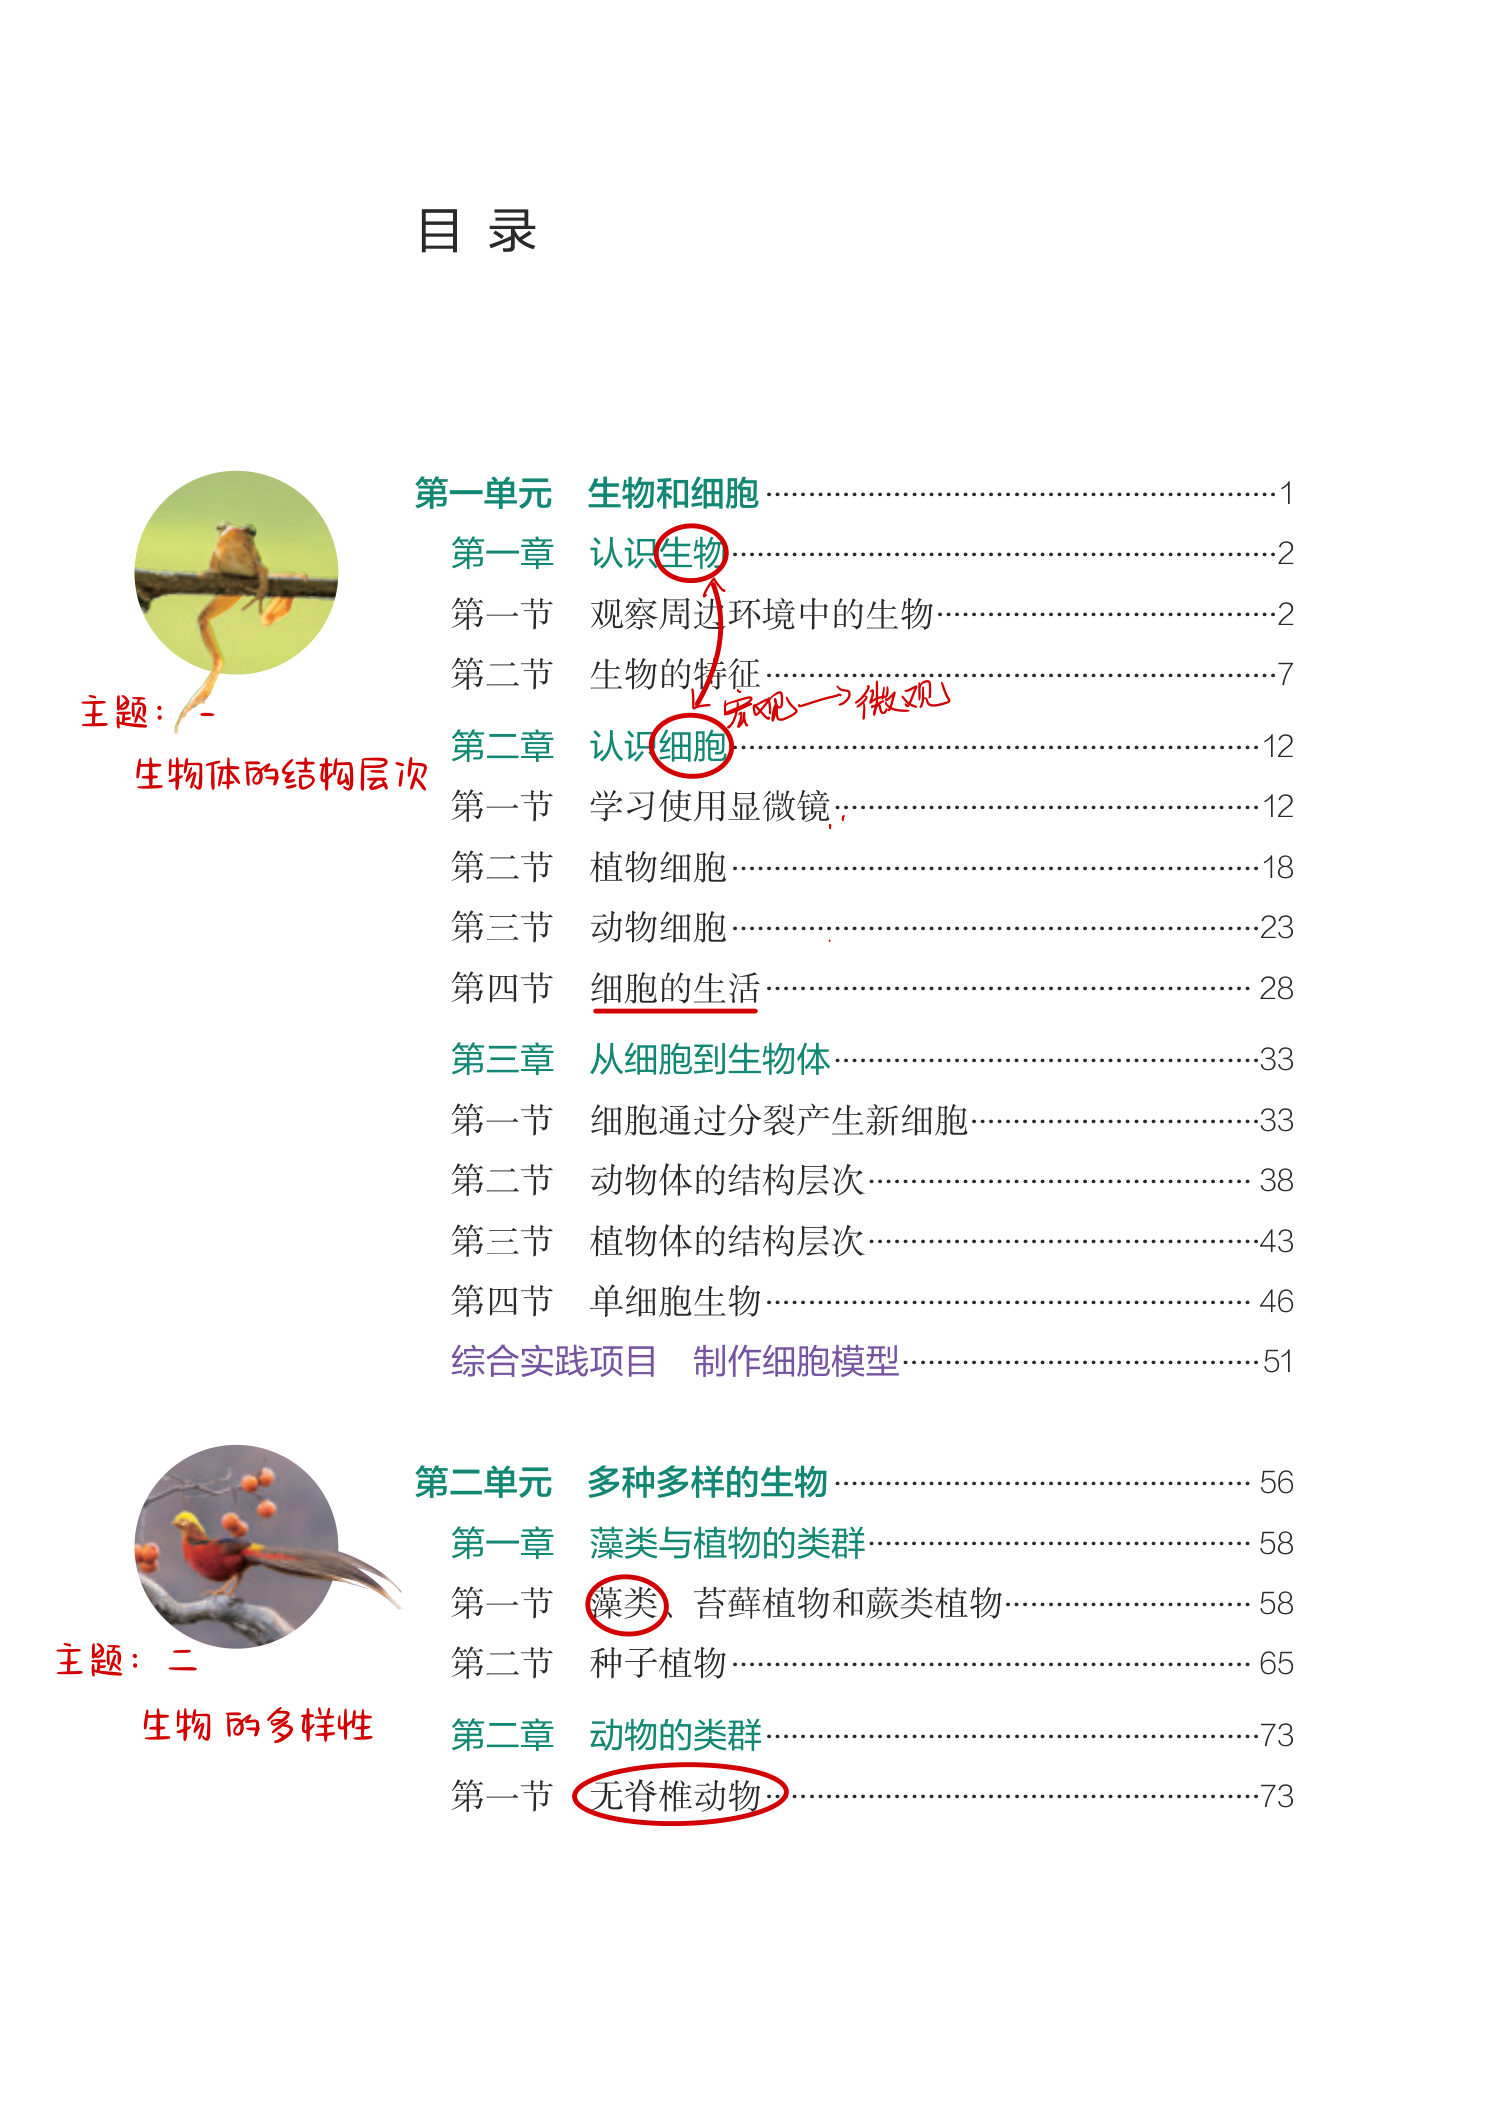 目 录
第一单元 生物和细胞 1
第一章 认识生物 2
第一节 观察周边环境中的生物 2
第二节 生物的特征 7
宏观→微观
主题：一
生物体的结构层次
第二章 认识细胞 12
第一节 学习使用显微镜 12
第二节 植物细胞 18
第三节 动物细胞 23
第四节 细胞的生活 28
第三章 从细胞到生物体 33
第一节 细胞通过分裂产生新细胞 33
第二节 动物体的结构层次 38
第三节 植物体的结构层次 43
第四节 单细胞生物 46
综合实践项目 制作细胞模型 51
第二单元 多种多样的生物 56
第一章 藻类与植物的类群 58
第一节 藻类、苔藓植物和蕨类植物 58
第二节 种子植物 65
主题：二
生物的多样性
第二章 动物的类群 73
第一节 无脊椎动物 73